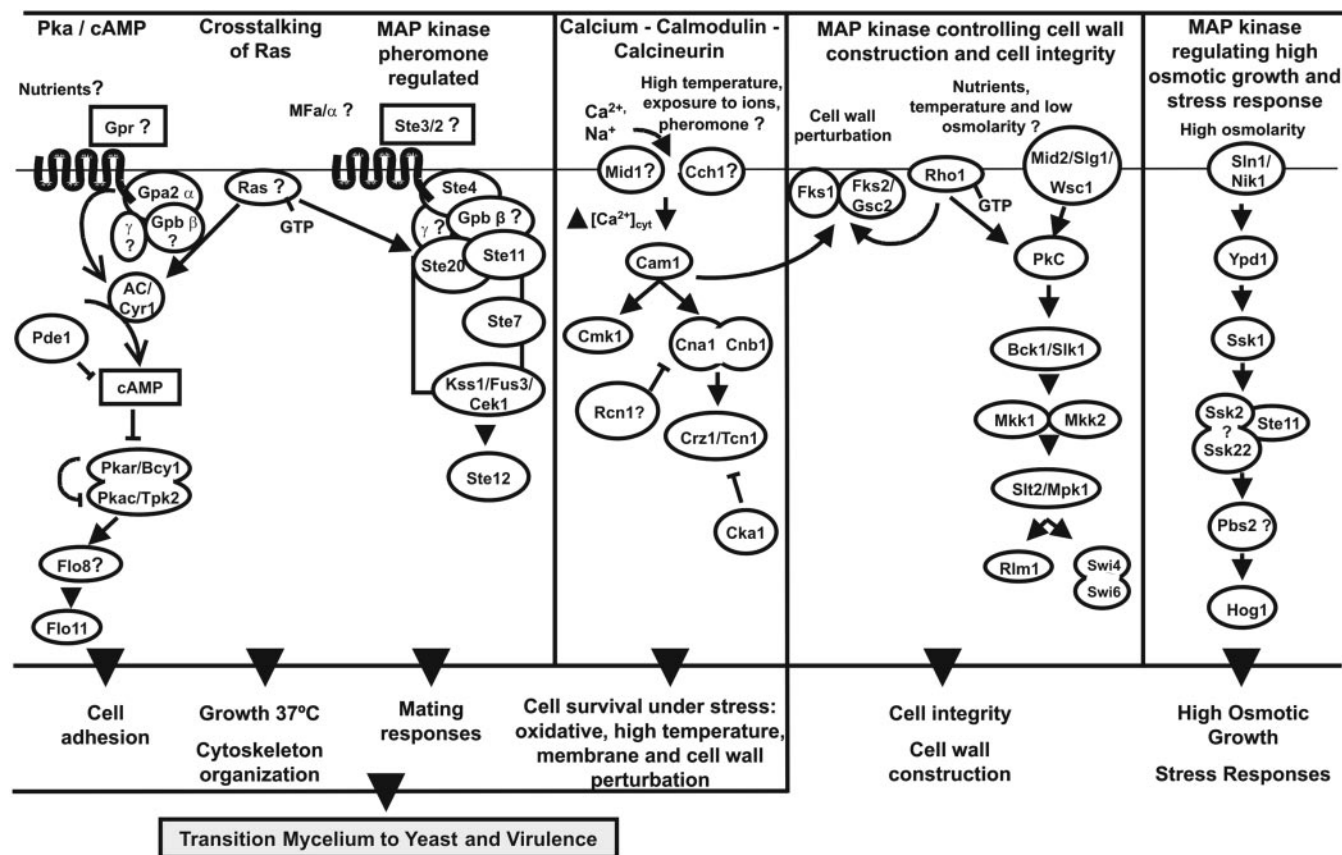 Pka / cAMP
Nutrients?
Gpr ?
Gpa2 α
Gpb β
?
γ
?
AC/
Cyr1
Pde1
cAMP
Pkar/Bcy1
Pkac/Tpk2
Flo8?
Flo11
Cell
adhesion
Crosstalking
of Ras
Ras ?
GTP
Growth 37ºC
Cytoskeleton
organization
MAP kinase
pheromone
regulated
MFa/α ?
Ste3/2 ?
Ste4
Gpb β ?
γ ?
Ste11
Ste20
Ste7
Kss1/Fus3/
Cek1
Ste12
Mating
responses
Calcium - Calmodulin -
Calcineurin
High temperature,
exposure to ions,
pheromone ?
Ca2+,
Na+
Mid1?
Cch1?
[Ca2+]cyt
Cam1
Cmk1
Cna1
Cnb1
Rcn1?
Crz1/Tcn1
Cka1
Cell survival under stress:
oxidative, high temperature,
membrane and cell wall
perturbation
MAP kinase controlling cell wall
construction and cell integrity
Nutrients,
temperature and low
osmolarity ?
Cell wall
perturbation
Fks1
Fks2/
Gsc2
Rho1
GTP
Mid2/Slg1/
Wsc1
PkC
Bck1/Slk1
Mkk1
Mkk2
Slt2/Mpk1
Rlm1
Swi4
Swi6
Cell integrity
Cell wall
construction
MAP kinase
regulating high
osmotic growth and
stress response
High osmolarity
Sln1/
Nik1
Ypd1
Ssk1
Ssk2
?
Ssk22
Ste11
Pbs2 ?
Hog1
High Osmotic
Growth
Stress Responses
Transition Mycelium to Yeast and Virulence